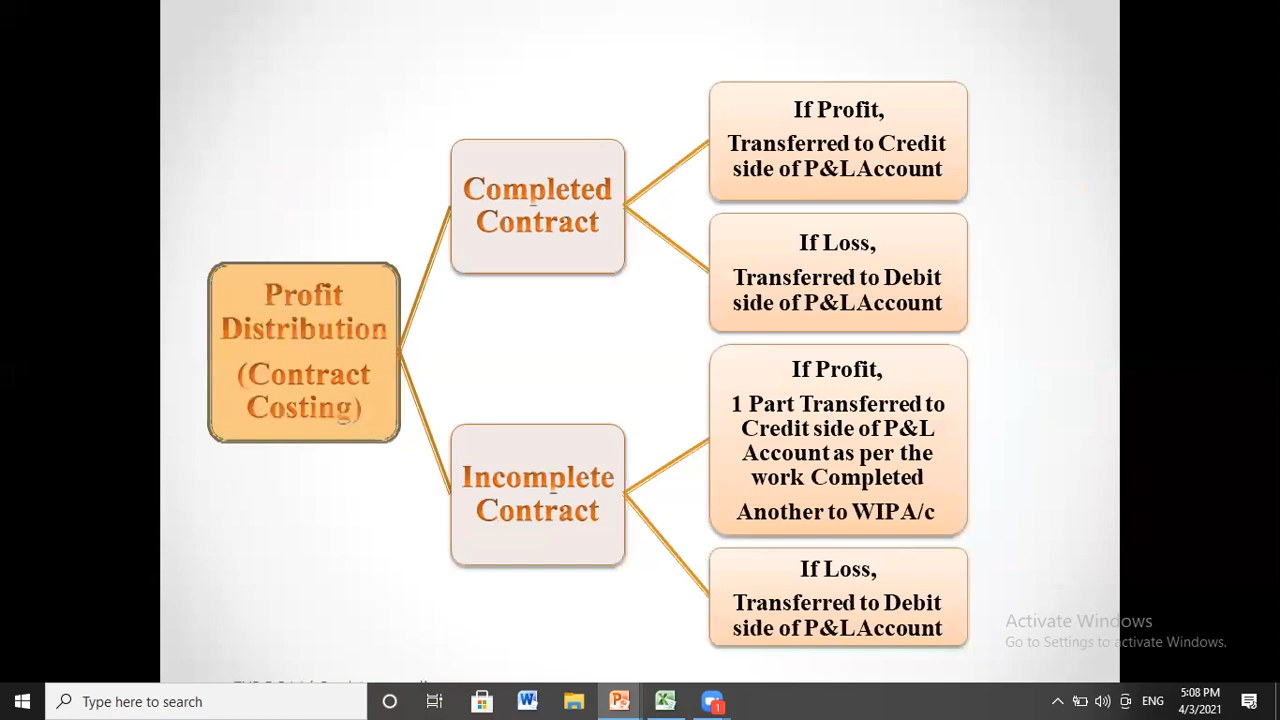 Profit
Distribution
(Contract
Costing)
Completed
Contract
Incomplete
Contract
If Profit,
Transferred to Credit
side of P&L Account
If Loss,
Transferred to Debit
side of P&L Account
If Profit,
1 Part Transferred to
Credit side of P&L
Account as per the
work Completed
Another to WIP A/c
If Loss,
Transferred to Debit
side of P&L Account
Activate Windows
Go to Settings to activate Windows.
Type here to search
1
ENG
5:08 PM
4/3/2021